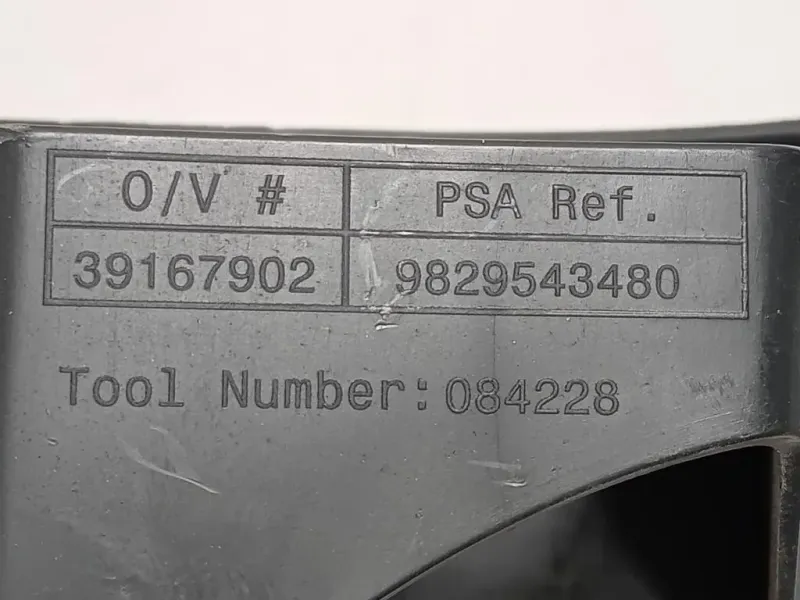 O/V # PSA Ref.
39167902 9829543480
Tool Number: 084228